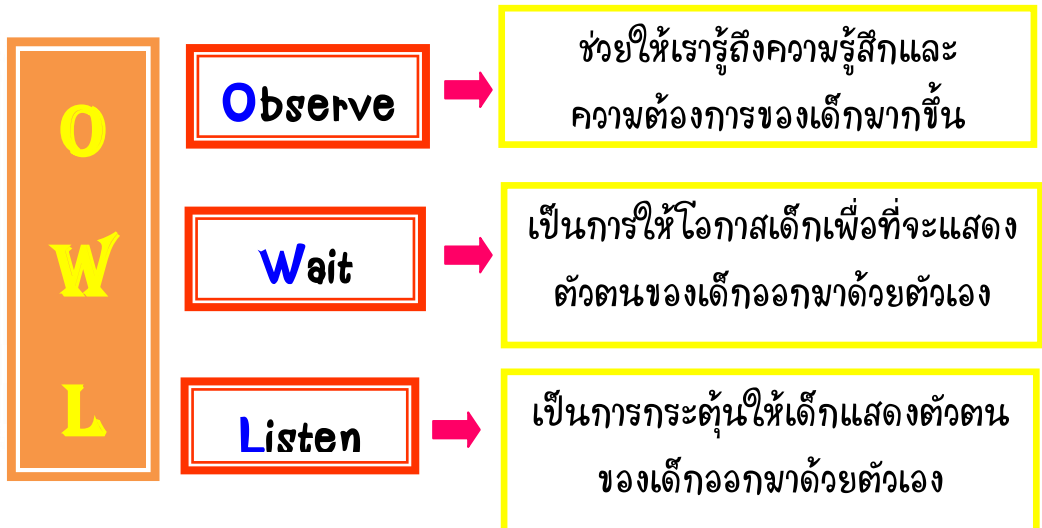 O
W
L
Observe
ช่วยให้เรารู้ถึงความรู้สึกและ
ความต้องการของเด็กมากขึ้น
Wait
เป็นการให้โอกาสเด็กเพื่อที่จะแสดง
ตัวตนของเด็กออกมาด้วยตัวเอง
Listen
เป็นการกระตุ้นให้เด็กแสดงตัวตน
ของเด็กออกมาด้วยตัวเอง